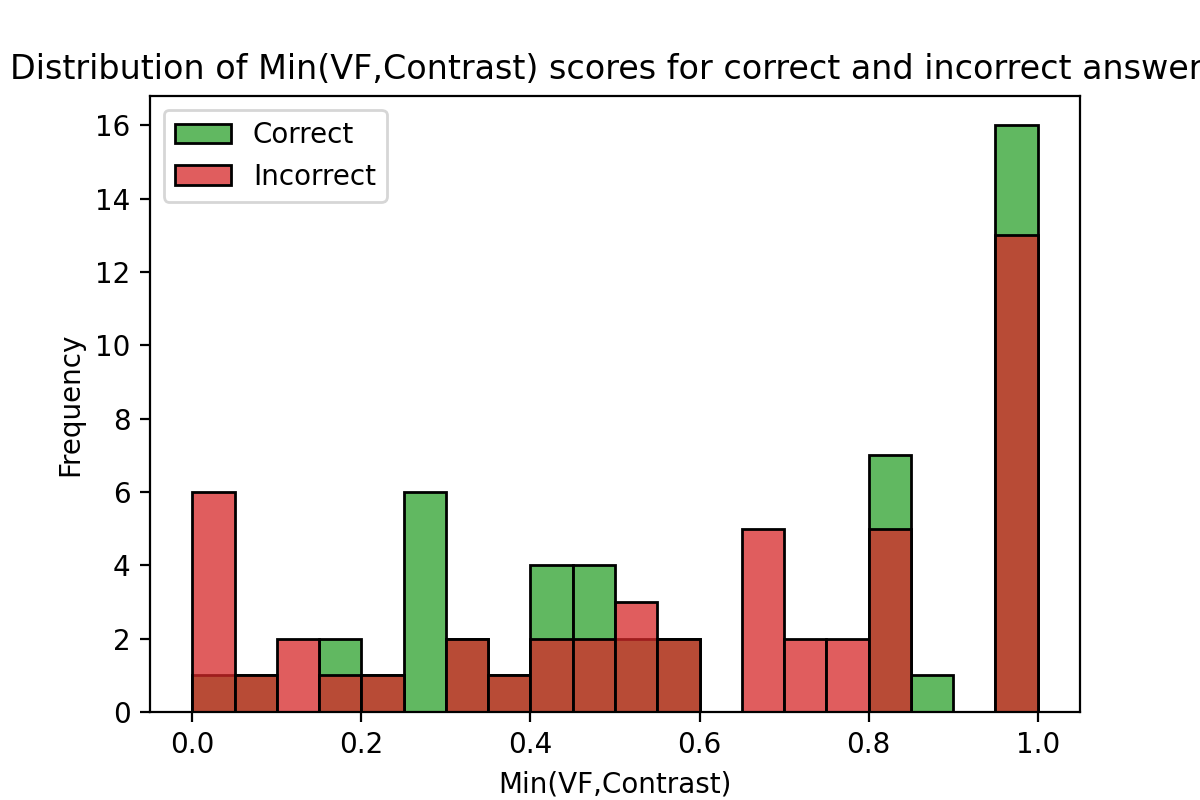 Distribution of Min(VF,Contrast) scores for correct and incorrect answer
Correct
Incorrect
16
14
12
10
8
6
4
2
0
Frequency
0.0 0.2 0.4 0.6 0.8 1.0
Min(VF,Contrast)